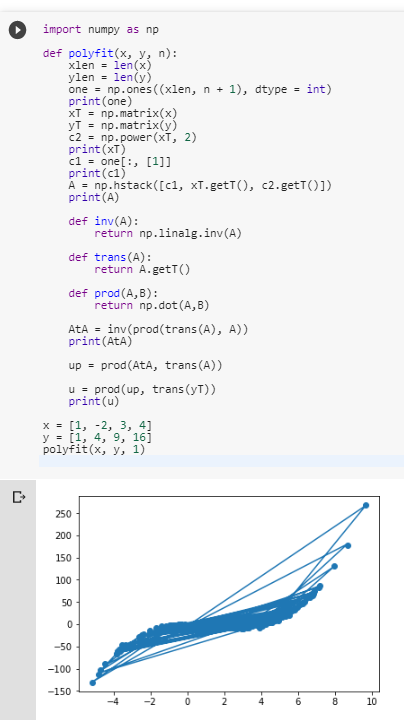 import numpy as np
def polyfit(x, y, n):
    xlen = len(x)
    ylen = len(y)
    one = np.ones((xlen, n + 1), dtype = int)
    print(one)
    xT = np.matrix(x)
    yT = np.matrix(y)
    c2 = np.power(xT, 2)
    print(xT)
    c1 = one[:, [1]]
    print(c1)
    A = np.hstack([c1, xT.getT(), c2.getT()])
    print(A)
    def inv(A):
        return np.linalg.inv(A)
    def trans(A):
        return A.getT()
    def prod(A,B):
        return np.dot(A,B)
    AtA = inv(prod(trans(A), A))
    print(AtA)
    up = prod(AtA, trans(A))
    u = prod(up, trans(yT))
    print(u)
x = [1, -2, 3, 4]
y = [1, 4, 9, 16]
polyfit(x, y, 1)
250
200
150
100
50
0
−50
−100
−150
−4 −2 0 2 4 6 8 10